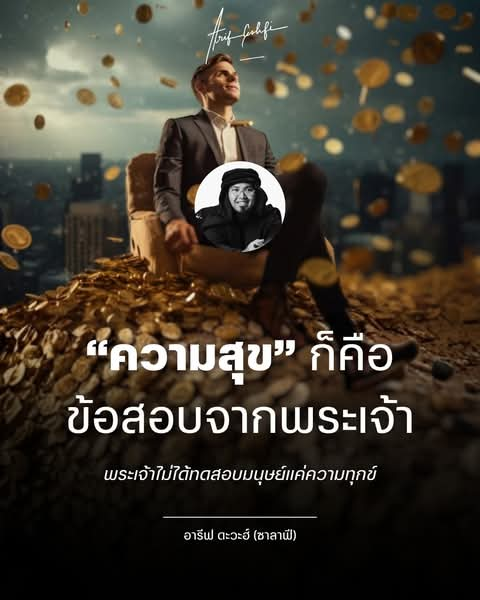 Arif Salafi
“ความสุข” ก็คือ
ข้อสอบจากพระเจ้า
พระเจ้าไม่ได้ทดสอบมนุษย์แค่ความทุกข์
อารีฟ ตะวะฮ์ (ซาลาฟี)